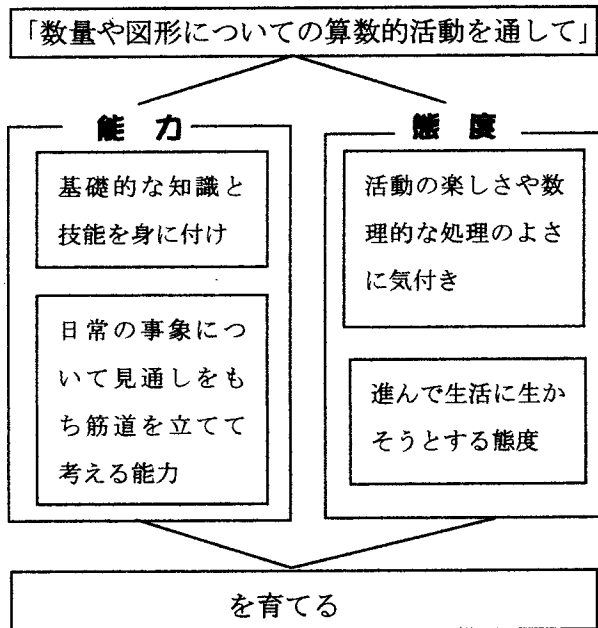 「数量や図形についての算数的活動を通して」
能力
基礎的な知識と
技能を身に付け
日常の事象につ
いて見通しをも
ち筋道を立てて
考える能力
態度
活動の楽しさや数
理的な処理のよさ
に気付き
進んで生活に生か
そうとする態度
を育てる